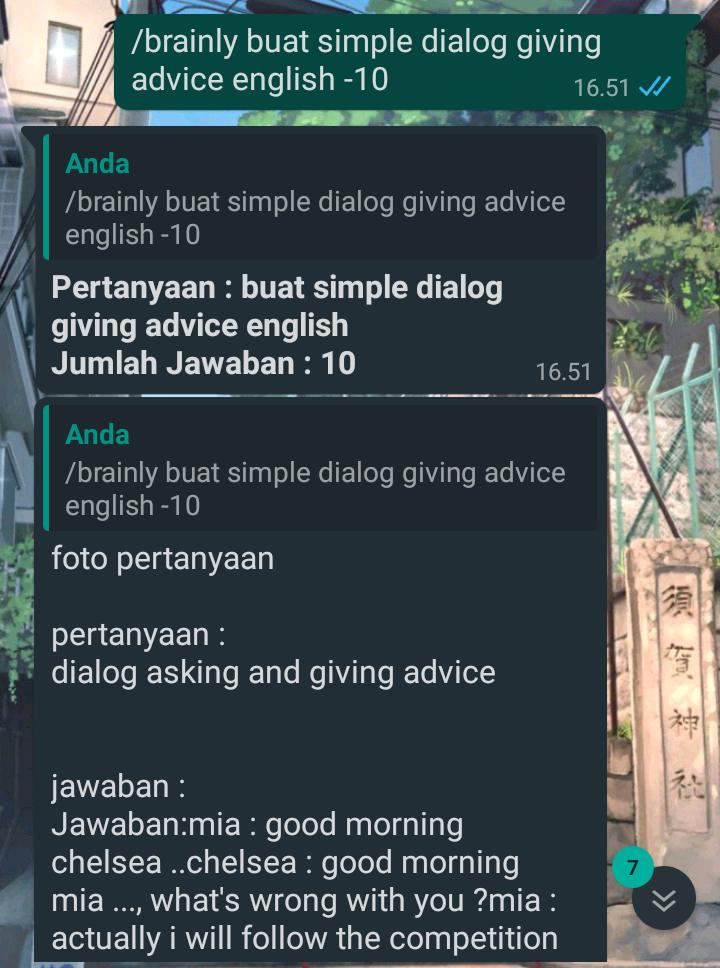 /brainly buat simple dialog giving
advice english -10
16.51
Anda
/brainly buat simple dialog giving advice
english -10
Pertanyaan : buat simple dialog
giving advice english
Jumlah Jawaban : 10
16.51
Anda
/brainly buat simple dialog giving advice
english -10
foto pertanyaan
pertanyaan :
dialog asking and giving advice
jawaban :
Jawaban:mia : good morning
chelsea ..chelsea : good morning
mia ..., what's wrong with you ?mia :
actually i will follow the competition
7
須賀神社